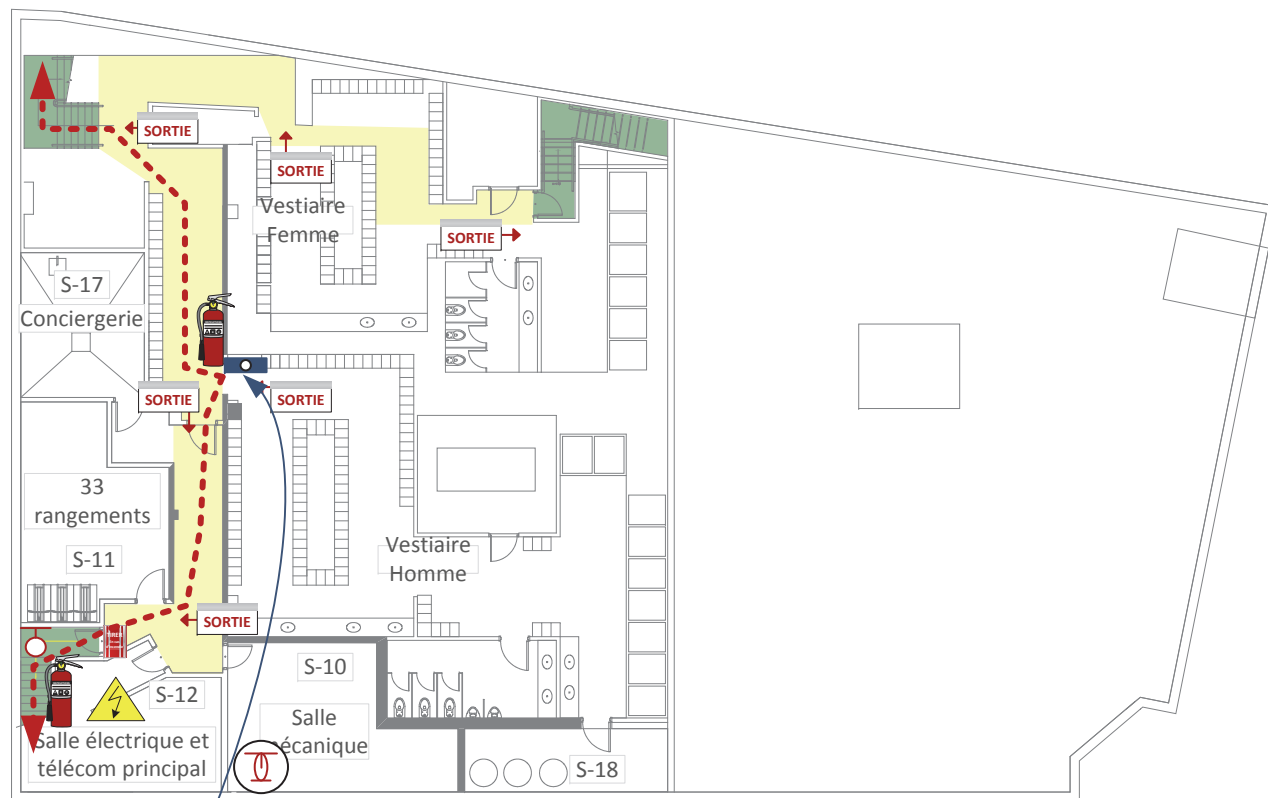 SORTIE
SORTIE
Vestiaire
Femme
SORTIE
S-17
Conciergerie
SORTIE
SORTIE
33
rangements
S-11
Vestiaire
Homme
SORTIE
TIRER
S-10
S-12
Salle
mécanique
Salle électrique et
télécom principal
S-18